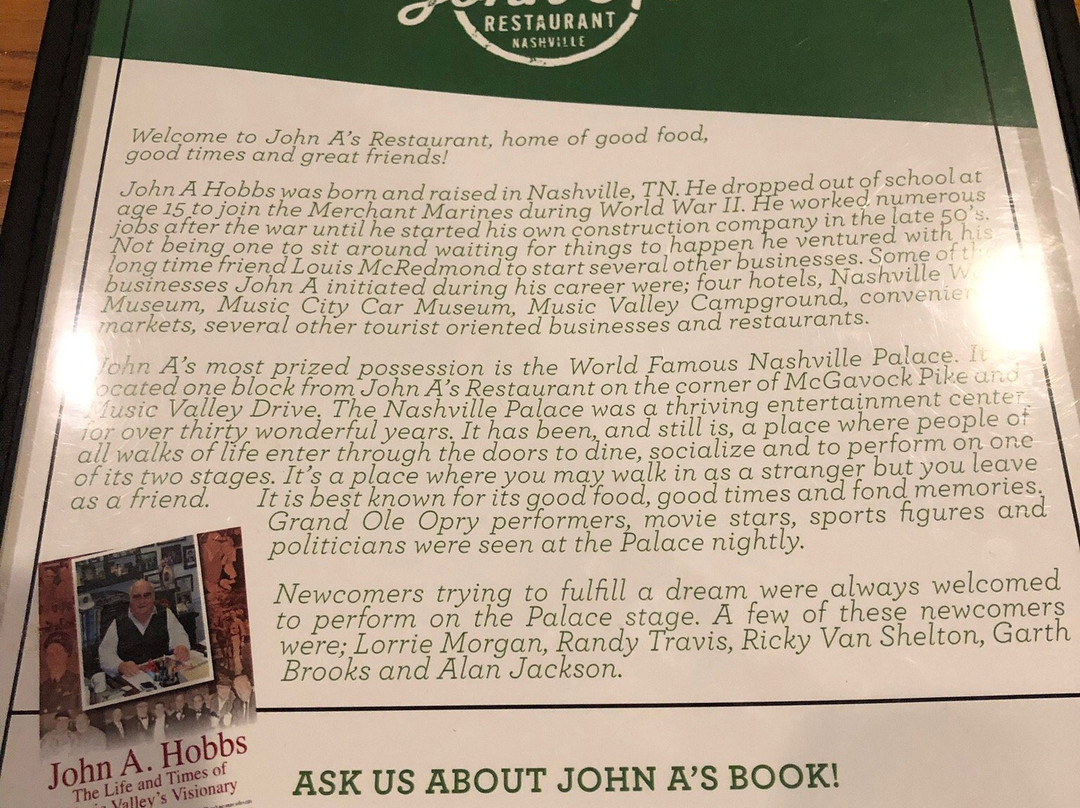 RESTAURANT
NASHVILLE
Welcome to John A's Restaurant, home of good food,
good times and great friends!
John A Hobbs was born and raised in Nashville, TN. He dropped out of school at
age 15 to join the Merchant Marines during World War II. He worked numerous
jobs after the war until he started his own construction company in the late 50's.
Not being one to sit around waiting for things to happen he ventured with his
long time friend Louis McRedmond to start several other businesses. Some of
businesses John A initiated during his career were; four hotels, Nashville
Museum, Music City Car Museum, Music Valley Campground,
markets, several other tourist oriented businesses and restaurants.
John A's most prized possession is the World Famous Nashville Palace. It
located one block from John A's Restaurant on the corner of McGavock Pike and
Music Valley Drive. The Nashville Palace was a thriving entertainment center
for over thirty wonderful years. It has been, and still is, a place where people of
all walks of life enter through the doors to dine, socialize and to perform on one
of its two stages. It's a place where you may walk in as a stranger but you leave
as a friend. It is best known for its good food, good times and fond memories.
Grand Ole Opry performers, movie stars, sports figures and
politicians were seen at the Palace nightly.
Newcomers trying to fulfill a dream were always welcomed
to perform on the Palace stage. A few of these newcomers
were; Lorrie Morgan, Randy Travis, Ricky Van Shelton, Garth
Brooks and Alan Jackson.
John A. Hobbs
The Life and Times of
Valley's Visionary
ASK US ABOUT JOHN A'S BOOK!